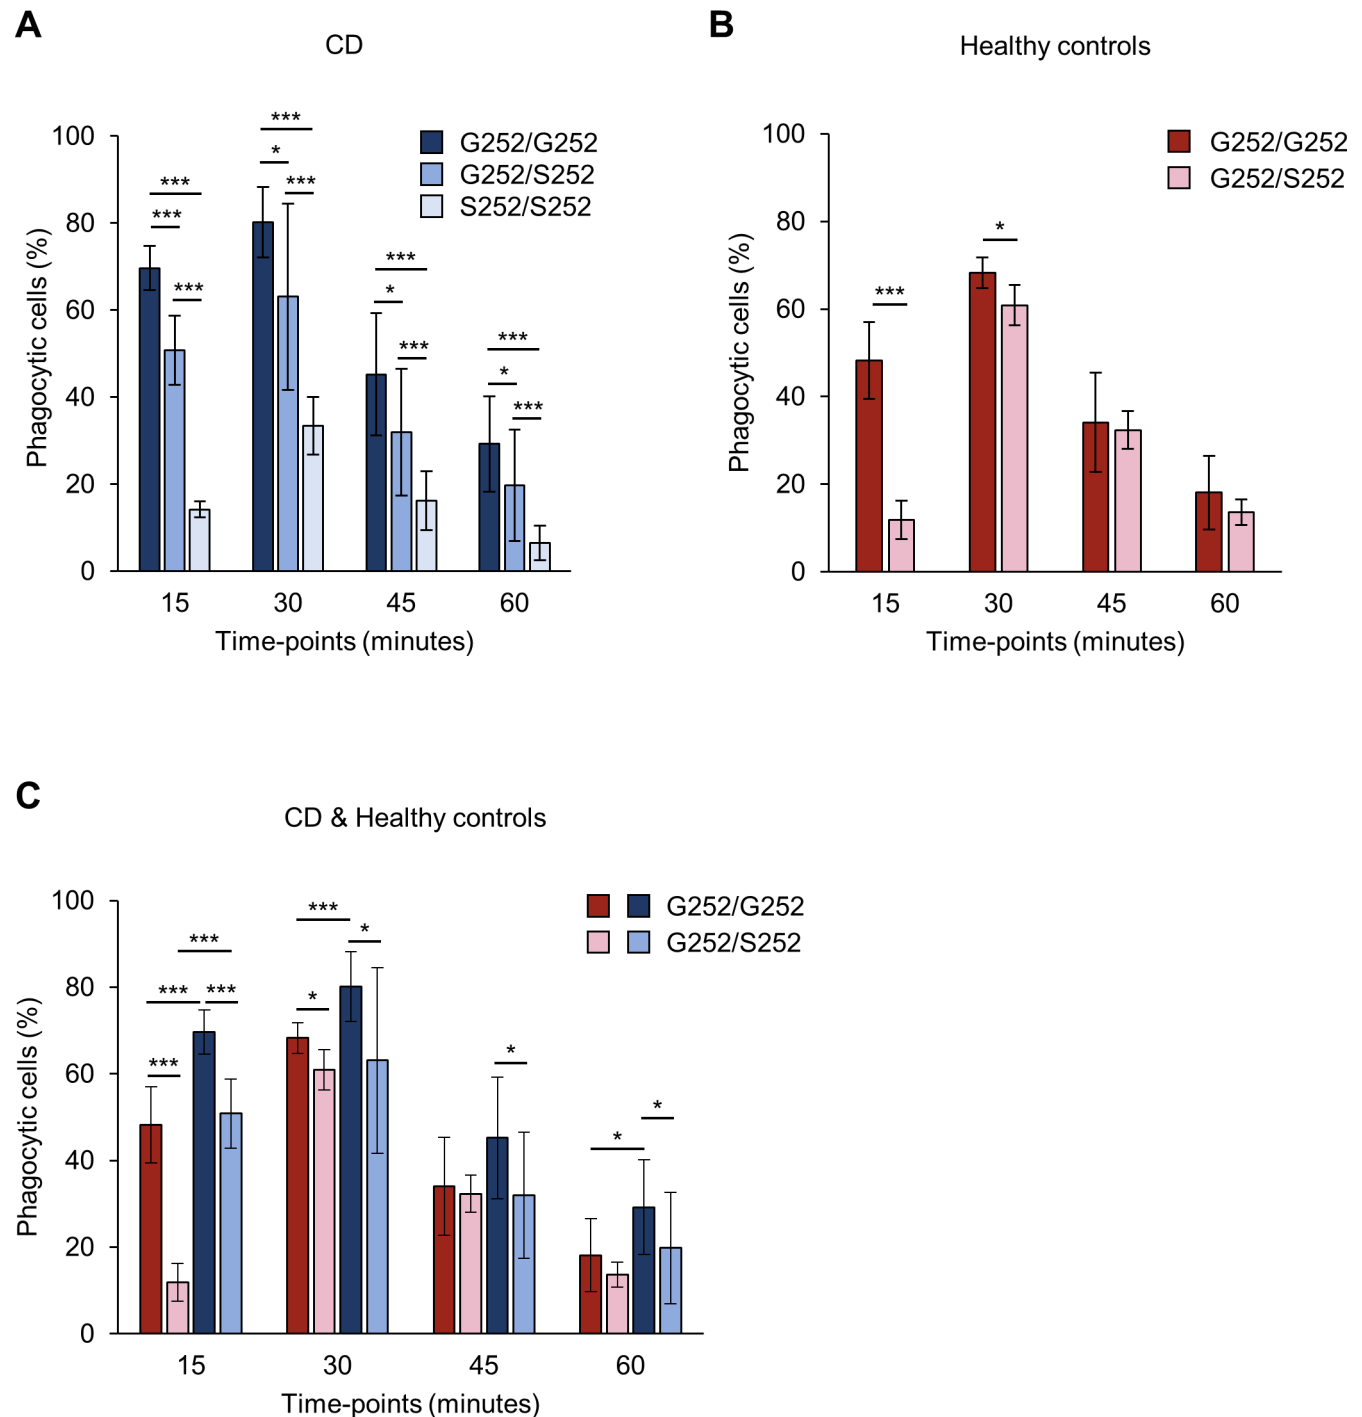 A
CD
Phagocytic cells (%)
100
80
60
40
20
0
G252/G252
G252/S252
S252/S252
***
***
***
***
*
***
***
*
***
***
*
***
15
30
45
60
Time-points (minutes)
B
Healthy controls
Phagocytic cells (%)
100
80
60
40
20
0
G252/G252
G252/S252
***
*
15
30
45
60
Time-points (minutes)
C
CD & Healthy controls
Phagocytic cells (%)
100
80
60
40
20
0
G252/G252
G252/S252
***
***
***
***
***
*
*
*
*
*
15
30
45
60
Time-points (minutes)